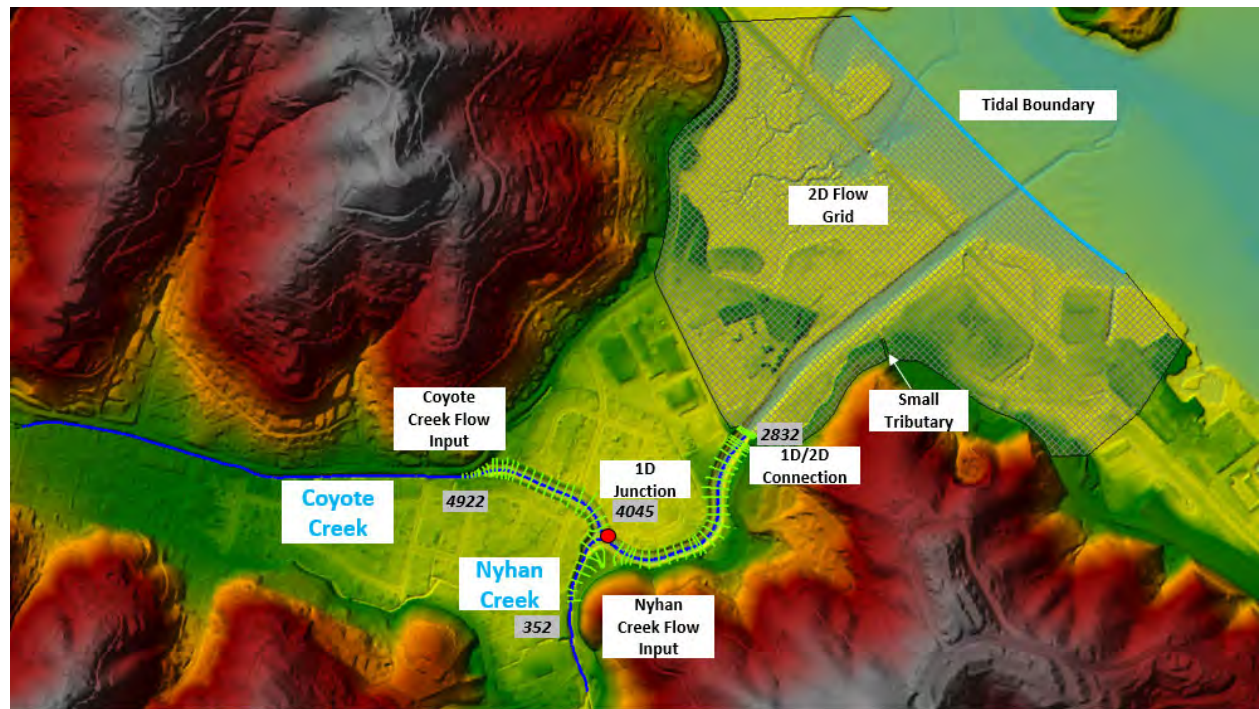 Tidal Boundary
2D Flow
Grid
Small
Tributary
Coyote
Creek Flow
Input
2832
1D/2D
Connection
1D
Junction
4045
4922
Coyote
Creek
Nyhan
Creek
352
Nyhan
Creek Flow
Input